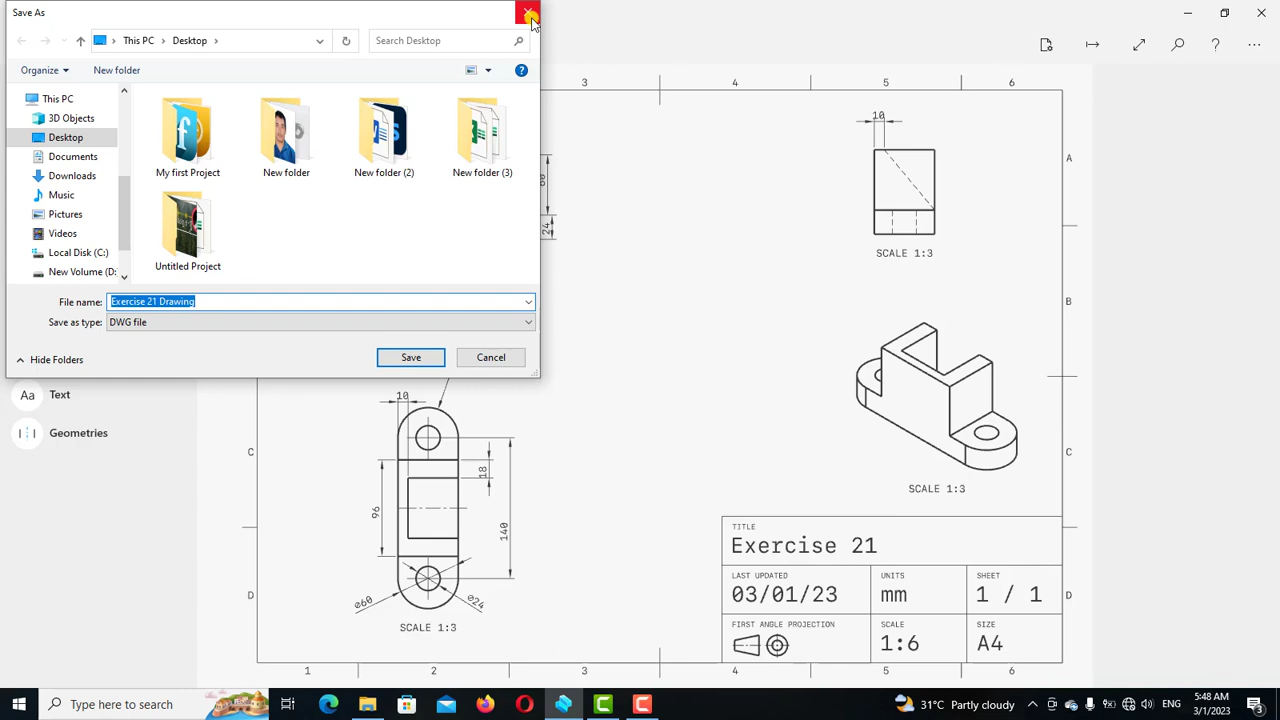 Save As
This PC
Desktop
Search Desktop
Organize
New folder
This PC
3D Objects
Desktop
Documents
Downloads
Music
Pictures
Videos
Local Disk (C:)
New Volume (D:
My first Project
New folder
New folder (2)
New folder (3)
Untitled Project
File name: Exercise 21 Drawing
Save as type: DWG file
Hide Folders
Save
Cancel
Aa Text
Geometries
3 4 5 6
10
A
24
SCALE 1:3
B
SCALE 1:3
10
18
C
96
140
C
D
⌀60
⌀24
SCALE 1:3
D
TITLE
Exercise 21
LAST UPDATED
03/01/23
UNITS
mm
SHEET
1 / 1
FIRST ANGLE PROJECTION
SCALE
1:6
SIZE
A4
1 2 3 4 5 6
Type here to search
31°C Partly cloudy
ENG
5:48 AM
3/1/2023
3